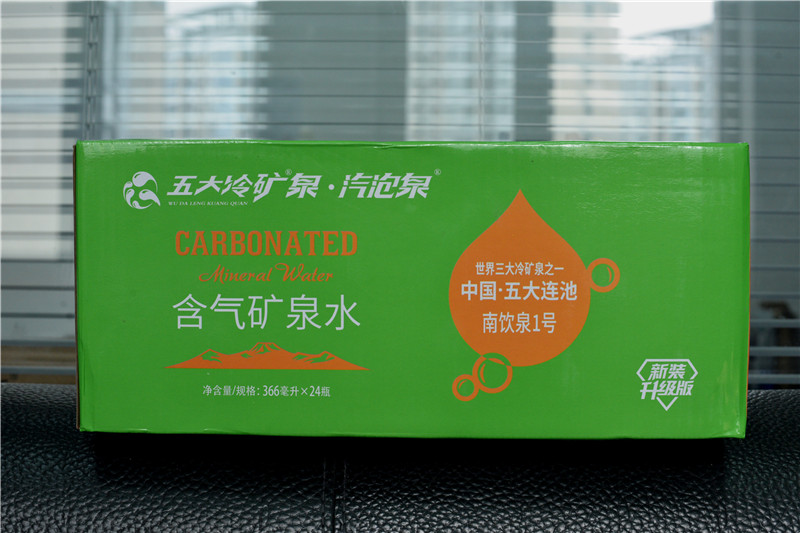 五大冷矿®泉·汽泡泉®
WU DA LENG KUANG QUAN
CARBONATED
Mineral Water
含气矿泉水
净含量/规格：366毫升×24瓶
世界三大冷矿泉之一
中国·五大连池
南饮泉1号
新装
升级版